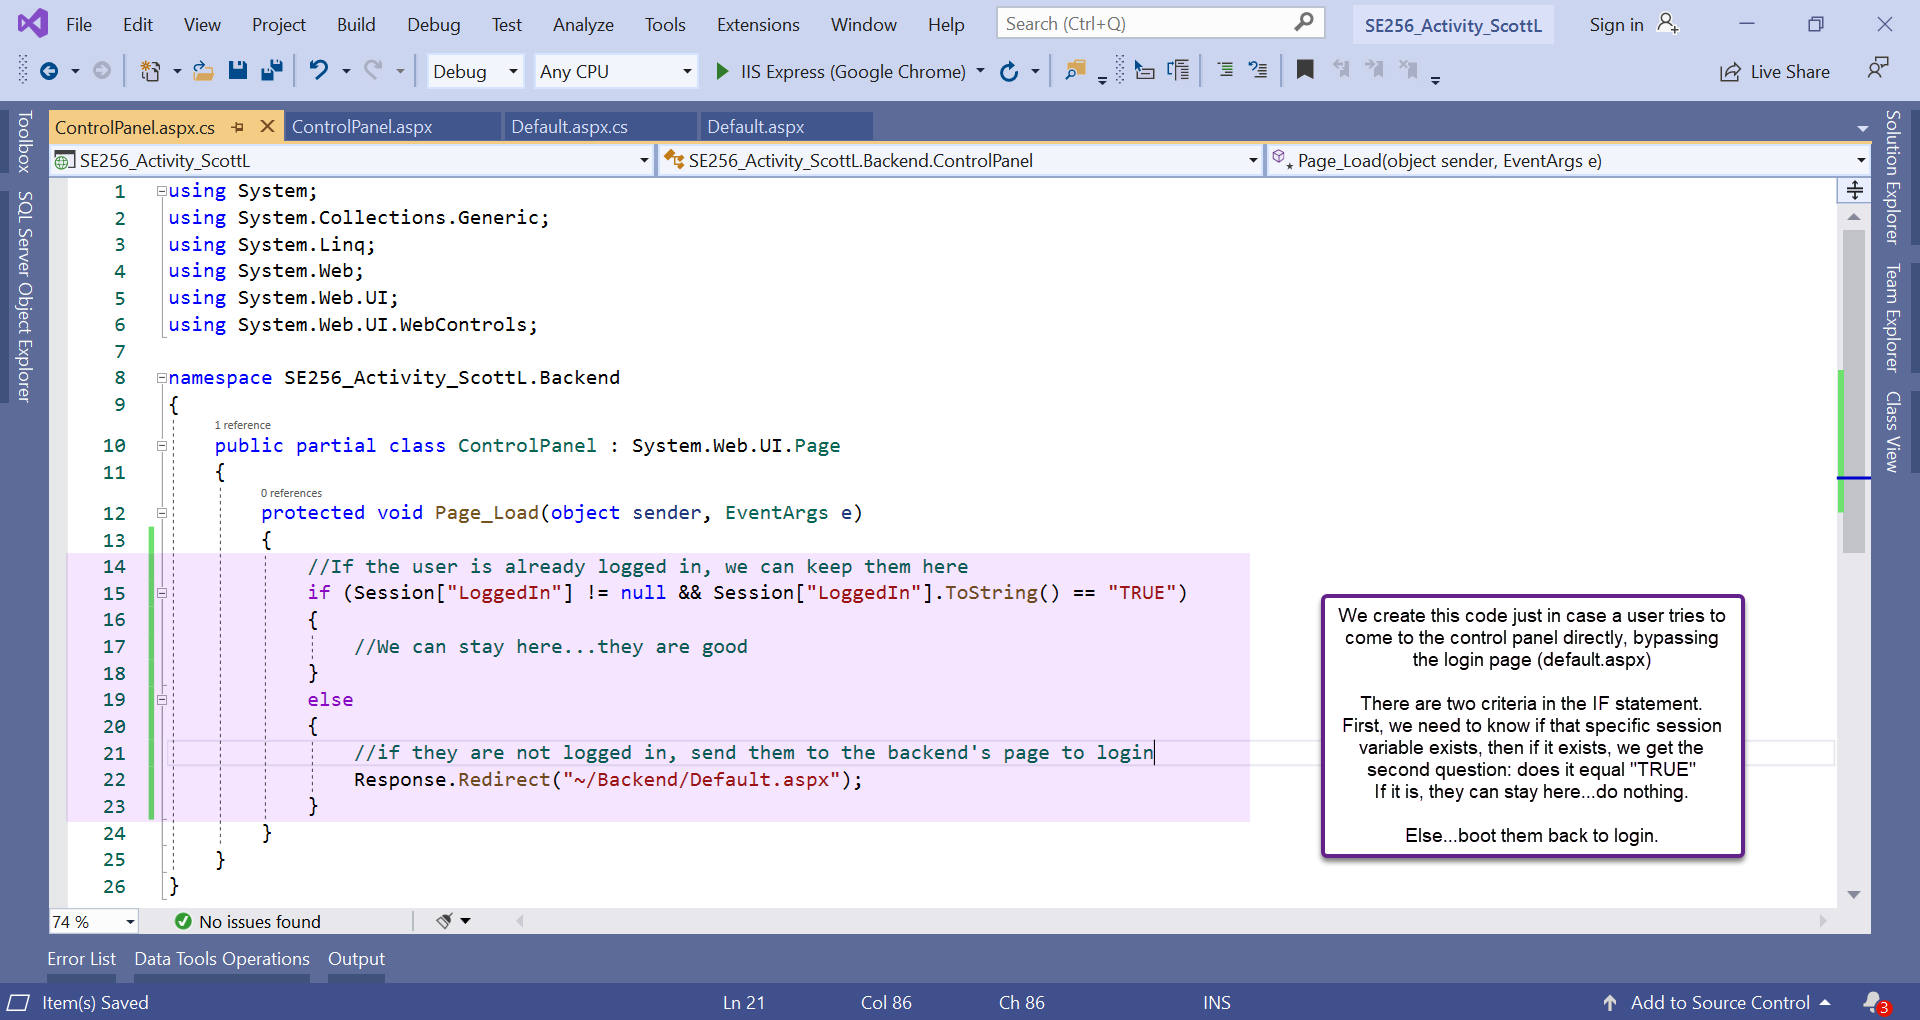 File Edit View Project Build Debug Test Analyze Tools Extensions Window Help Search (Ctrl+Q) SE256_Activity_ScottL Sign in
Debug Any CPU IIS Express (Google Chrome) Live Share
ControlPanel.aspx.cs ControlPanel.aspx Default.aspx.cs Default.aspx
SE256_Activity_ScottL SE256_Activity_ScottL.Backend.ControlPanel Page_Load(object sender, EventArgs e)
Toolbox
SQL Server Object Explorer
1 using System;
2 using System.Collections.Generic;
3 using System.Linq;
4 using System.Web;
5 using System.Web.UI;
6 using System.Web.UI.WebControls;
7
8 namespace SE256_Activity_ScottL.Backend
9 {
1 reference
10 public partial class ControlPanel : System.Web.UI.Page
11 {
0 references
12 protected void Page_Load(object sender, EventArgs e)
13 {
14 //If the user is already logged in, we can keep them here
15 if (Session["LoggedIn"] != null && Session["LoggedIn"].ToString() == "TRUE")
16 {
17 //We can stay here...they are good
18 }
19 else
20 {
21 //if they are not logged in, send them to the backend's page to login
22 Response.Redirect("~/Backend/Default.aspx");
23 }
24 }
25 }
26 }
We create this code just in case a user tries to
come to the control panel directly, bypassing
the login page (default.aspx)
There are two criteria in the IF statement.
First, we need to know if that specific session
variable exists, then if it exists, we get the
second question: does it equal "TRUE"
If it is, they can stay here...do nothing.
Else...boot them back to login.
Solution Explorer
Team Explorer
Class View
74 % No issues found
Error List Data Tools Operations Output
Item(s) Saved Ln 21 Col 86 Ch 86 INS Add to Source Control 3